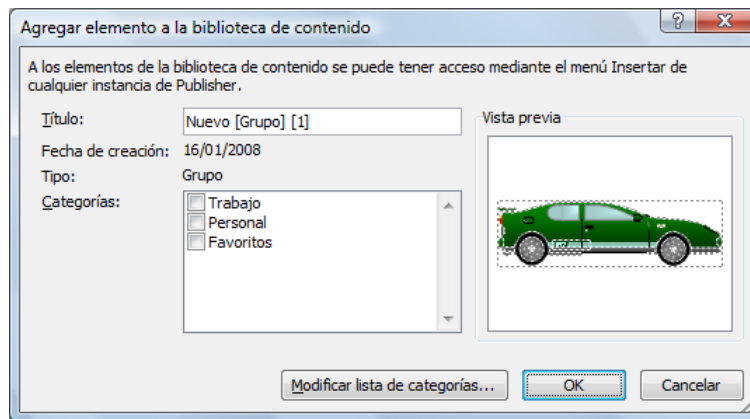 Agregar elemento a la biblioteca de contenido
A los elementos de la biblioteca de contenido se puede tener acceso mediante el menú Insertar de
cualquier instancia de Publisher.
Título:
Nuevo [Grupo] [1]
Fecha de creación: 16/01/2008
Tipo: Grupo
Categorías:
Trabajo
Personal
Favoritos
Vista previa
Modificar lista de categorías...
OK
Cancelar